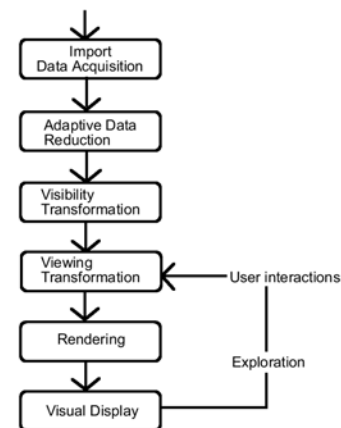 Import
Data Acquisition
Adaptive Data
Reduction
Visibility
Transformation
Viewing
Transformation
User interactions
Rendering
Exploration
Visual Display